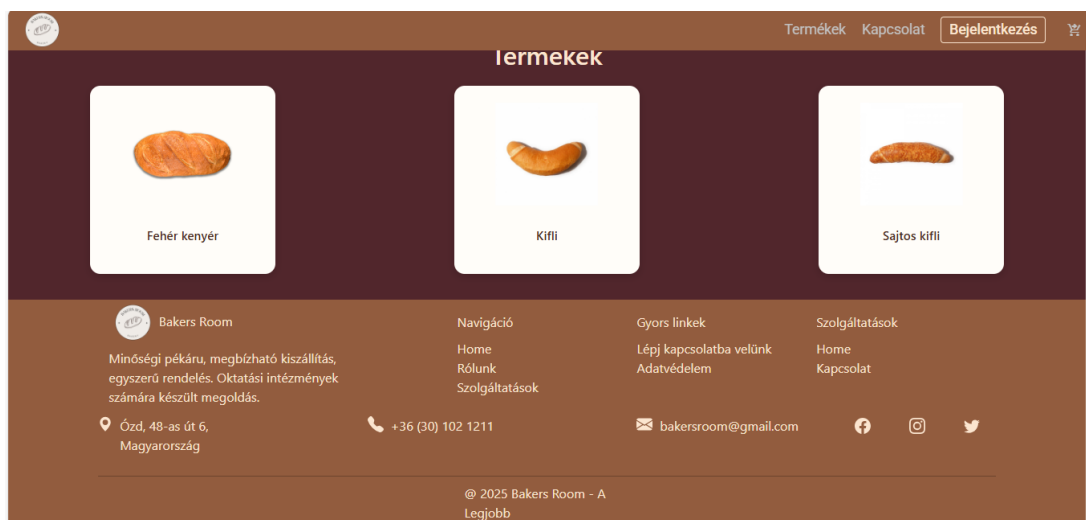 Termékek Kapcsolat Bejelentkezés
Termékek
Fehér kenyér
Kifli
Sajtos kifli
Bakers Room
Minőségi pékáru, megbízható kiszállítás,
egyszerű rendelés. Oktatási intézmények
számára készült megoldás.
Navigáció
Home
Rólunk
Szolgáltatások
Gyors linkek
Lépj kapcsolatba velünk
Adatvédelem
Szolgáltatások
Home
Kapcsolat
Ózd, 48-as út 6,
Magyarország
+36 (30) 102 1211
bakersroom@gmail.com
@ 2025 Bakers Room - A
Legjobb